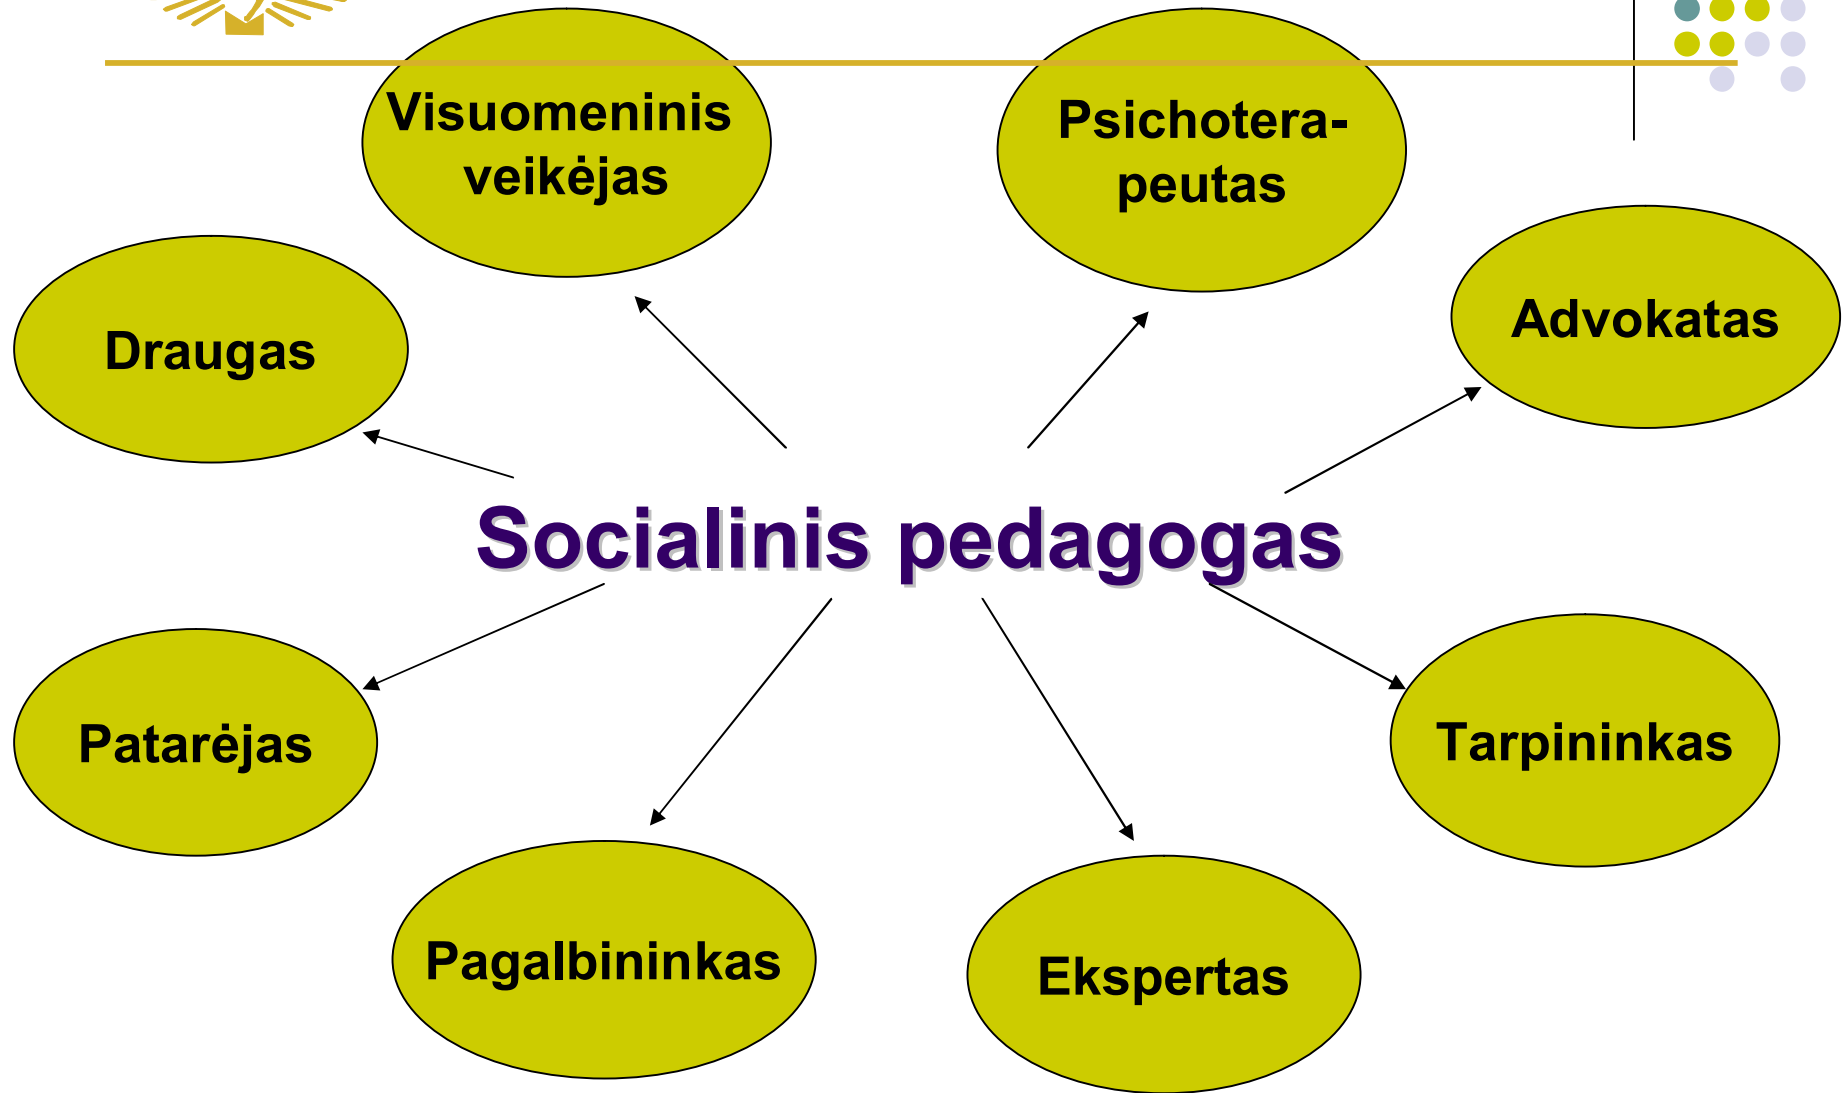 Visuomeninis
veikėjas
Psichotera-
peutas
Draugas
Advokatas
Socialinis pedagogas
Patarėjas
Tarpininkas
Pagalbininkas
Ekspertas